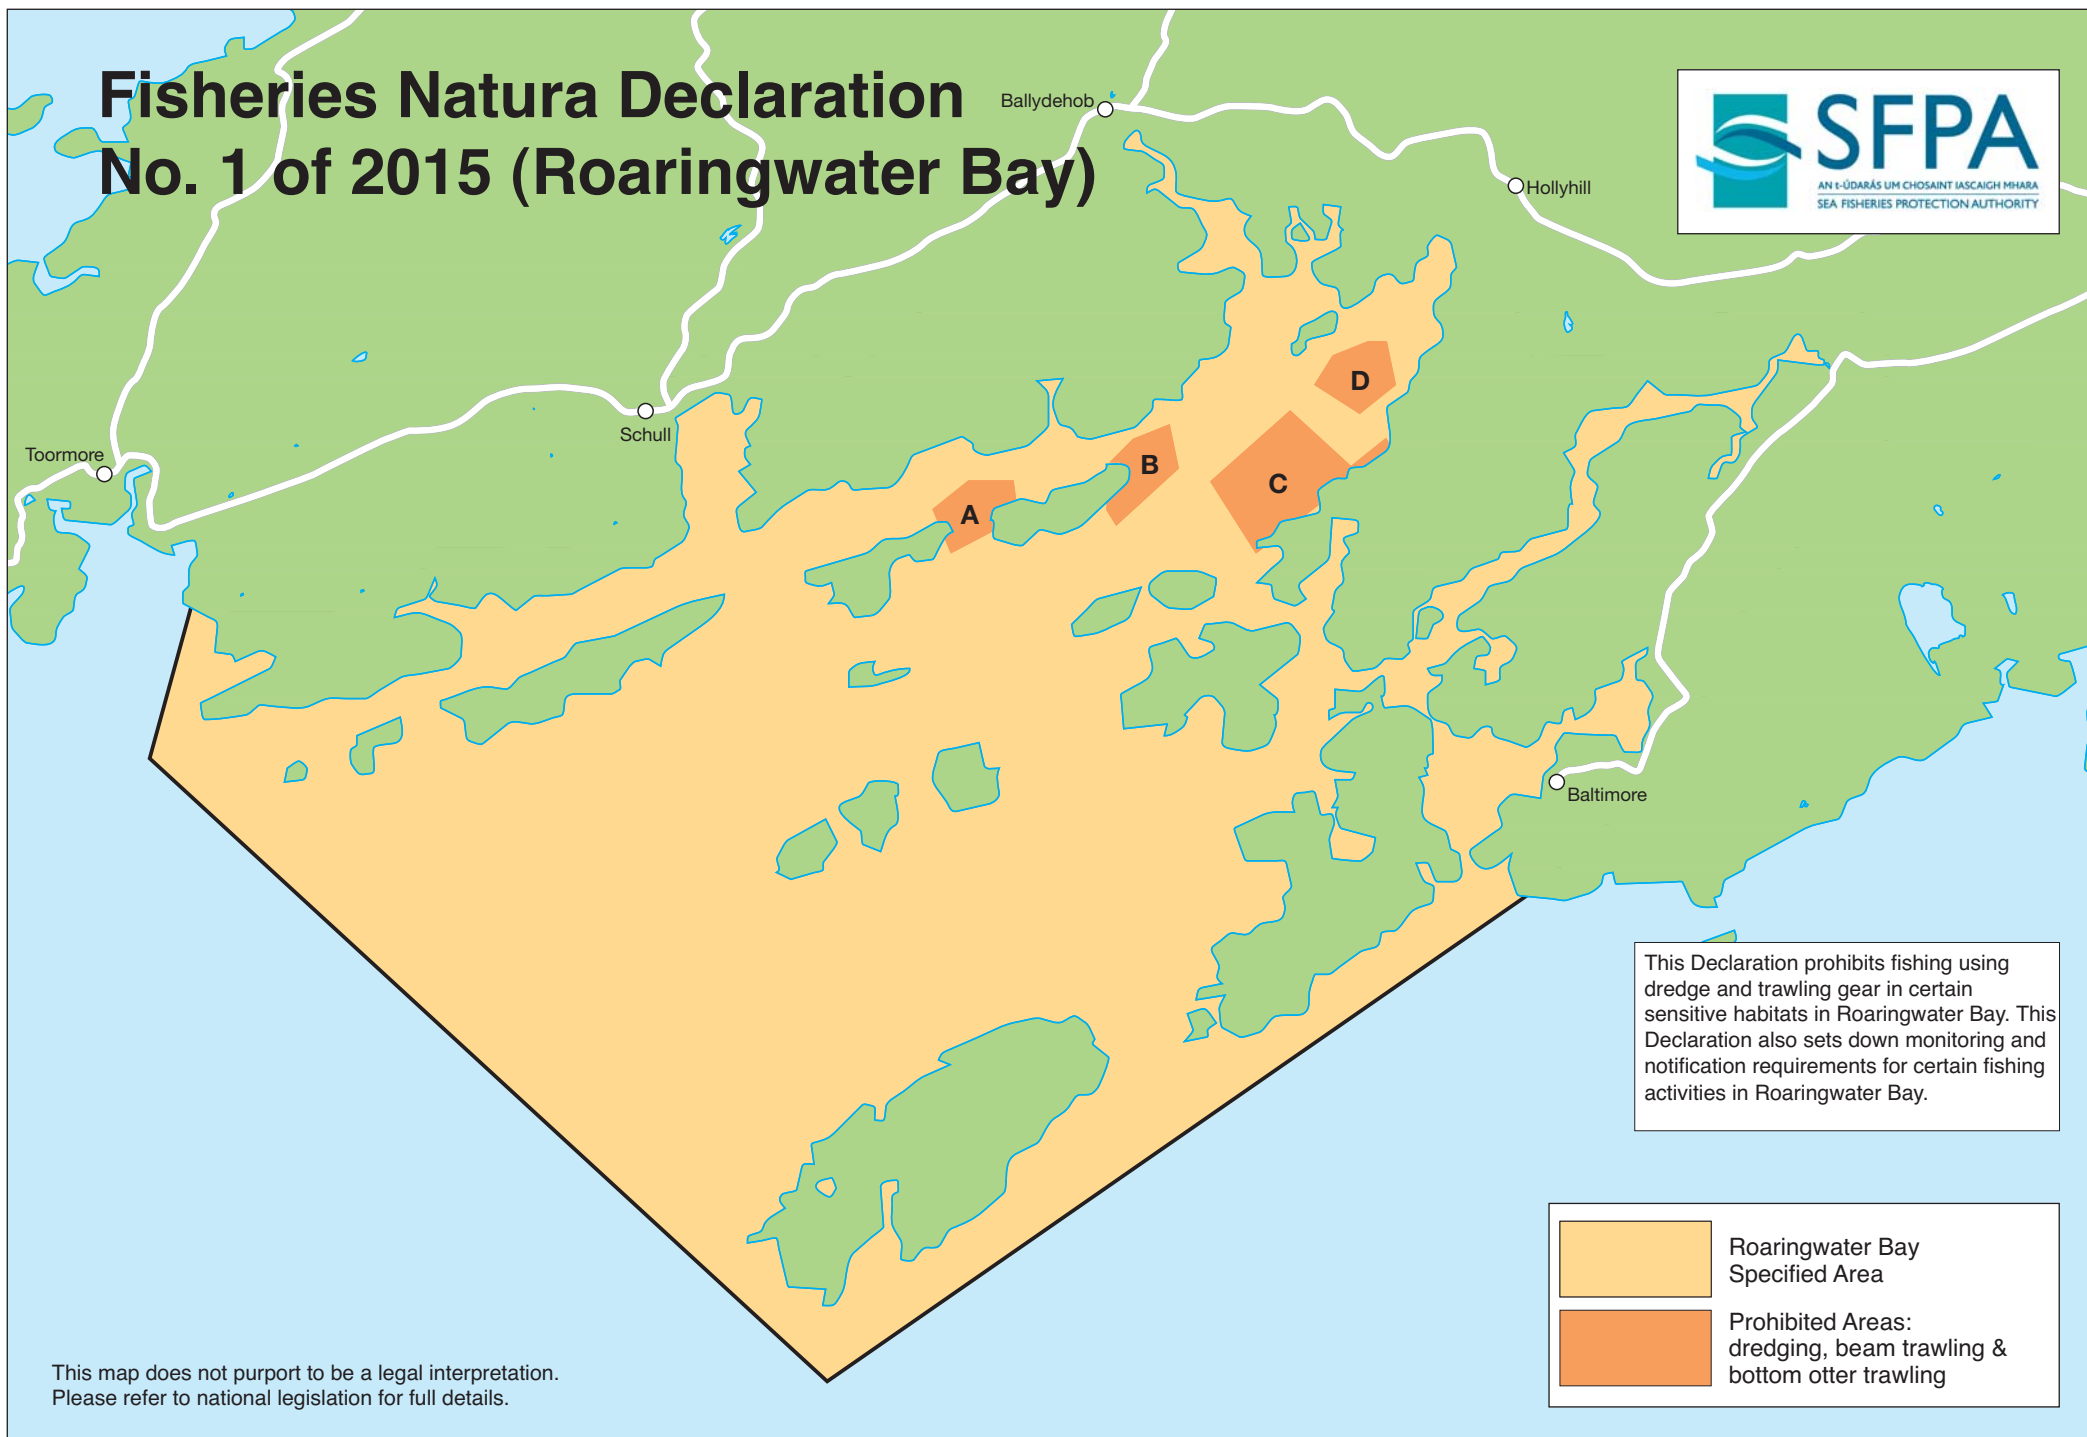 Fisheries Natura Declaration
No. 1 of 2015 (Roaringwater Bay)
Ballydehob
Hollyhill
SFPA
AN t-ÚDARÁS UM CHOSAINT IASCAIGH MHARA
SEA FISHERIES PROTECTION AUTHORITY
Toormore
Schull
Baltimore
A
B
C
D
This Declaration prohibits fishing using
dredge and trawling gear in certain
sensitive habitats in Roaringwater Bay. This
Declaration also sets down monitoring and
notification requirements for certain fishing
activities in Roaringwater Bay.
Roaringwater Bay
Specified Area
Prohibited Areas:
dredging, beam trawling &
bottom otter trawling
This map does not purport to be a legal interpretation.
Please refer to national legislation for full details.